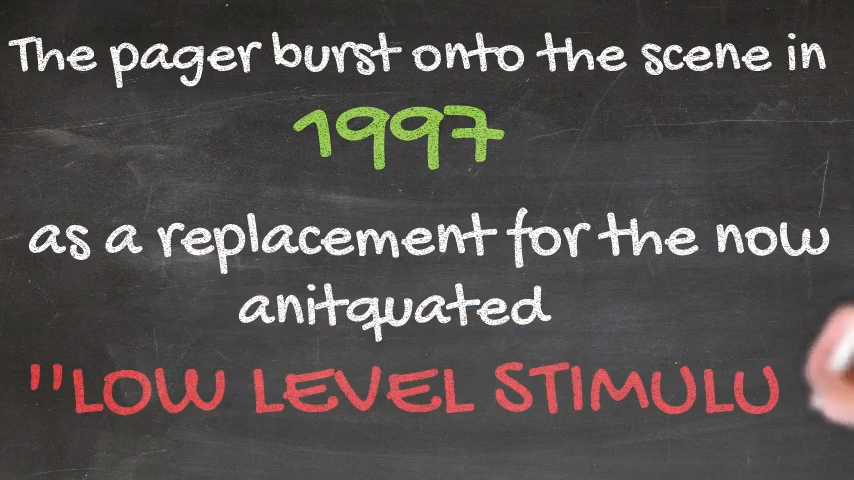 The pager burst onto the scene in
1997
as a replacement for the now
anitquated
"LOW LEVEL STIMULU